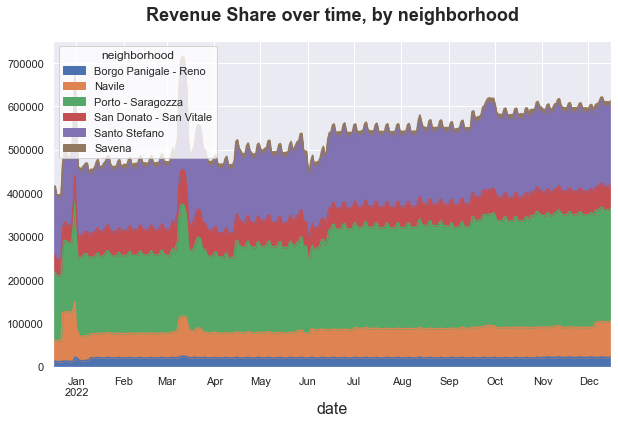 Revenue Share over time, by neighborhood
neighborhood
Borgo Panigale - Reno
Navile
Porto - Saragozza
San Donato - San Vitale
Santo Stefano
Savena
700000
600000
500000
400000
300000
200000
100000
0
Jan Feb Mar Apr May Jun Jul Aug Sep Oct Nov Dec
2022
date